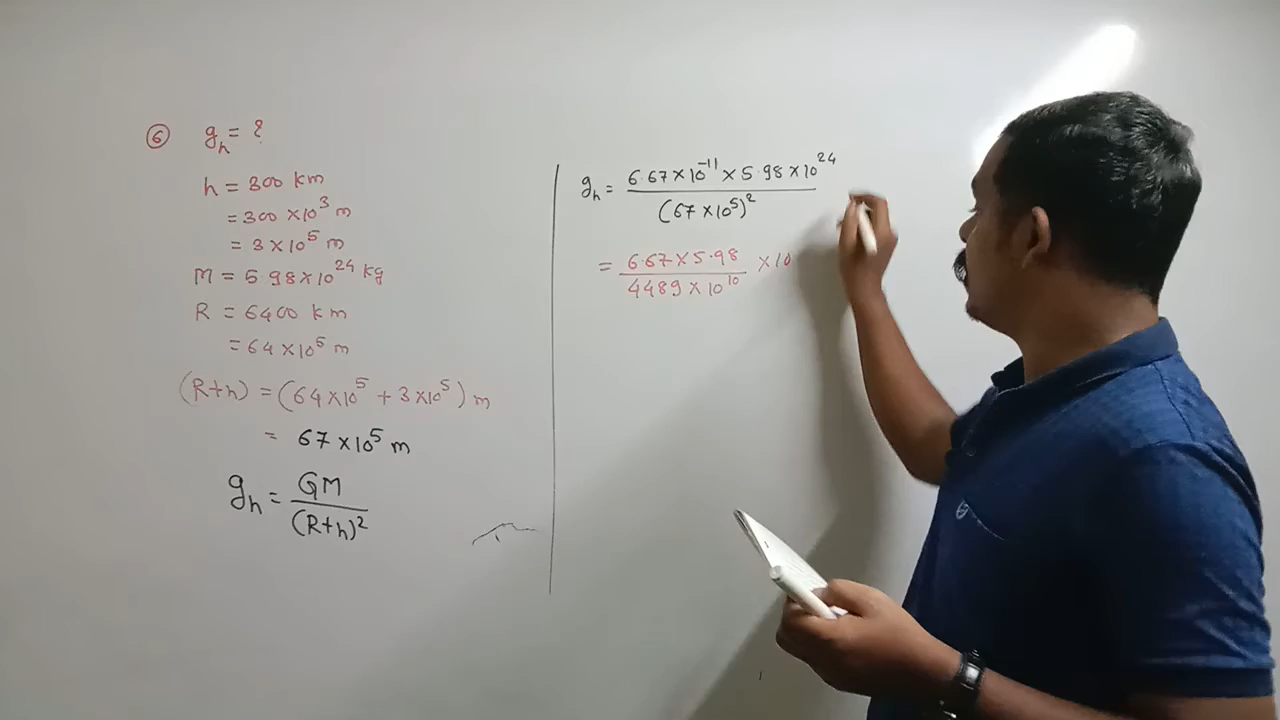 ⑥ gₕ = ?
h = 300 km
= 300 × 10³ m
= 3 × 10⁵ m
M = 5.98 × 10²⁴ kg
R = 6400 km
= 64 × 10⁵ m
(R+h) = (64 × 10⁵ + 3 × 10⁵) m
= 67 × 10⁵ m
gₕ = GM / (R+h)²
gₕ = 6.67 × 10⁻¹¹ × 5.98 × 10²⁴ / (67 × 10⁵)²
= 6.67 × 5.98 / 4489 × 10¹⁰ × 10